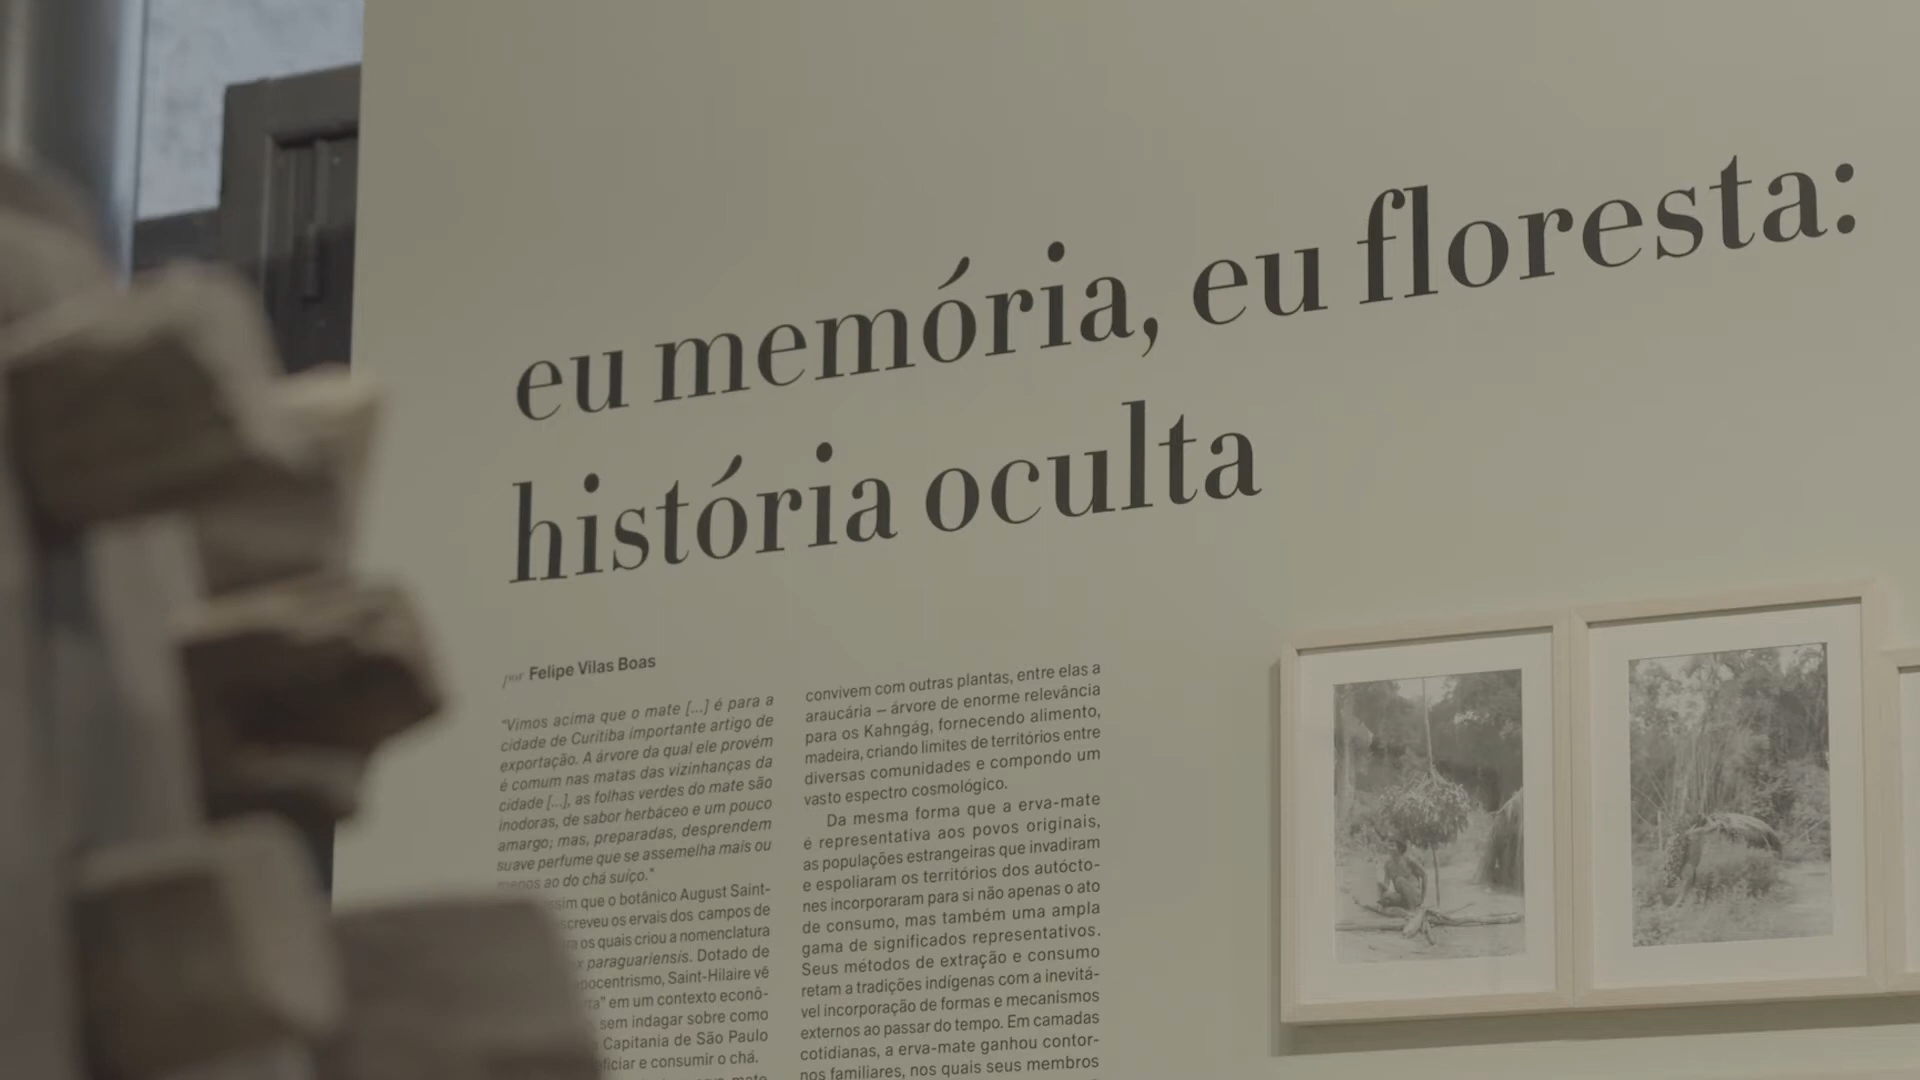 eu memória, eu floresta:
história oculta
por Felipe Vilas Boas
"Vimos acima que o mate [...] é para a
cidade de Curitiba importante artigo de
exportação. A árvore da qual ele provém
é comum nas matas das vizinhanças da
cidade [...], as folhas verdes do mate são
inodoras, de sabor herbáceo e um pouco
amargo; mas, preparadas, desprendem
suave perfume que se assemelha mais ou
menos ao do chá suíço."
que o botânico August Saint-
os ervais dos campos de
os quais criou a nomenclatura
paraguariensis. Dotado de
Saint-Hilaire vê
em um contexto econô-
sem indagar sobre como
Capitania de São Paulo
e consumir o chá.
convivem com outras plantas, entre elas a
araucária – árvore de enorme relevância
para os Kahngág, fornecendo alimento,
madeira, criando limites de territórios entre
diversas comunidades e compondo um
vasto espectro cosmológico.
Da mesma forma que a erva-mate
é representativa aos povos originais,
as populações estrangeiras que invadiram
e espoliaram os territórios dos autócto-
nes incorporaram para si não apenas o ato
de consumo, mas também uma ampla
gama de significados representativos.
Seus métodos de extração e consumo
retam a tradições indígenas com a inevitá-
vel incorporação de formas e mecanismos
externos ao passar do tempo. Em camadas
cotidianas, a erva-mate ganhou contor-
nos familiares, nos quais seus membros